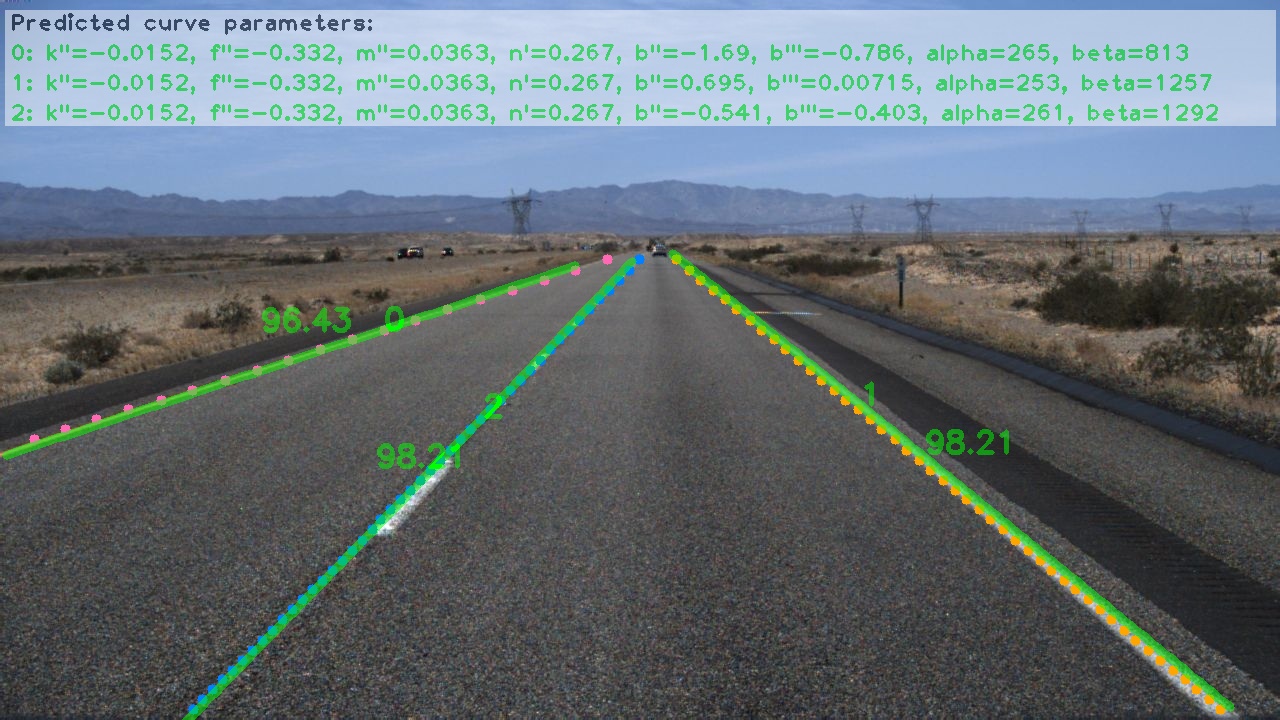 Predicted curve parameters:
0: k''=-0.0152, f''=-0.332, m''=0.0363, n'=0.267, b''=-1.69, b'''=-0.786, alpha=265, beta=813
1: k''=-0.0152, f''=-0.332, m''=0.0363, n'=0.267, b''=0.695, b'''=0.00715, alpha=253, beta=1257
2: k''=-0.0152, f''=-0.332, m''=0.0363, n'=0.267, b''=-0.541, b'''=-0.403, alpha=261, beta=1292
96.43 0
1
2
98.21
98.21